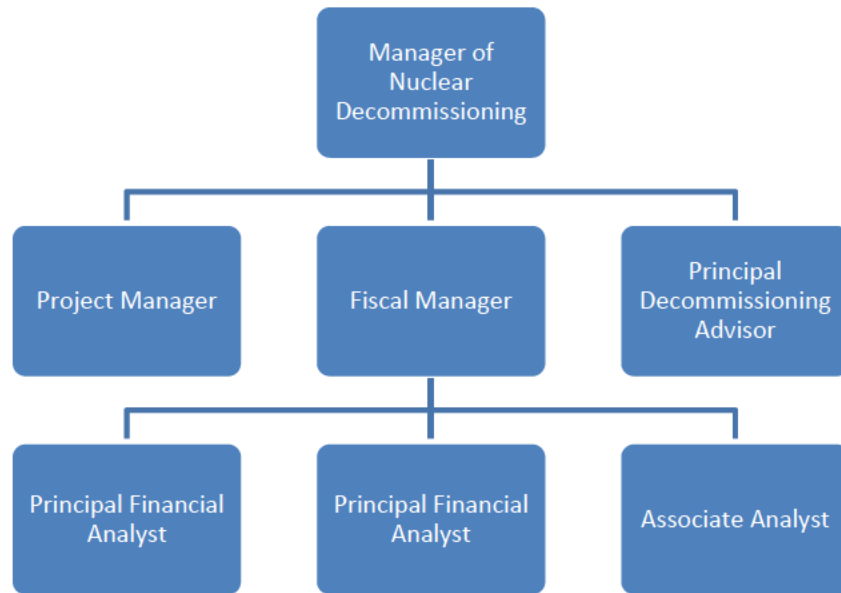 Manager of
Nuclear
Decommissioning
Project Manager
Fiscal Manager
Principal
Decommissioning
Advisor
Principal Financial
Analyst
Principal Financial
Analyst
Associate Analyst